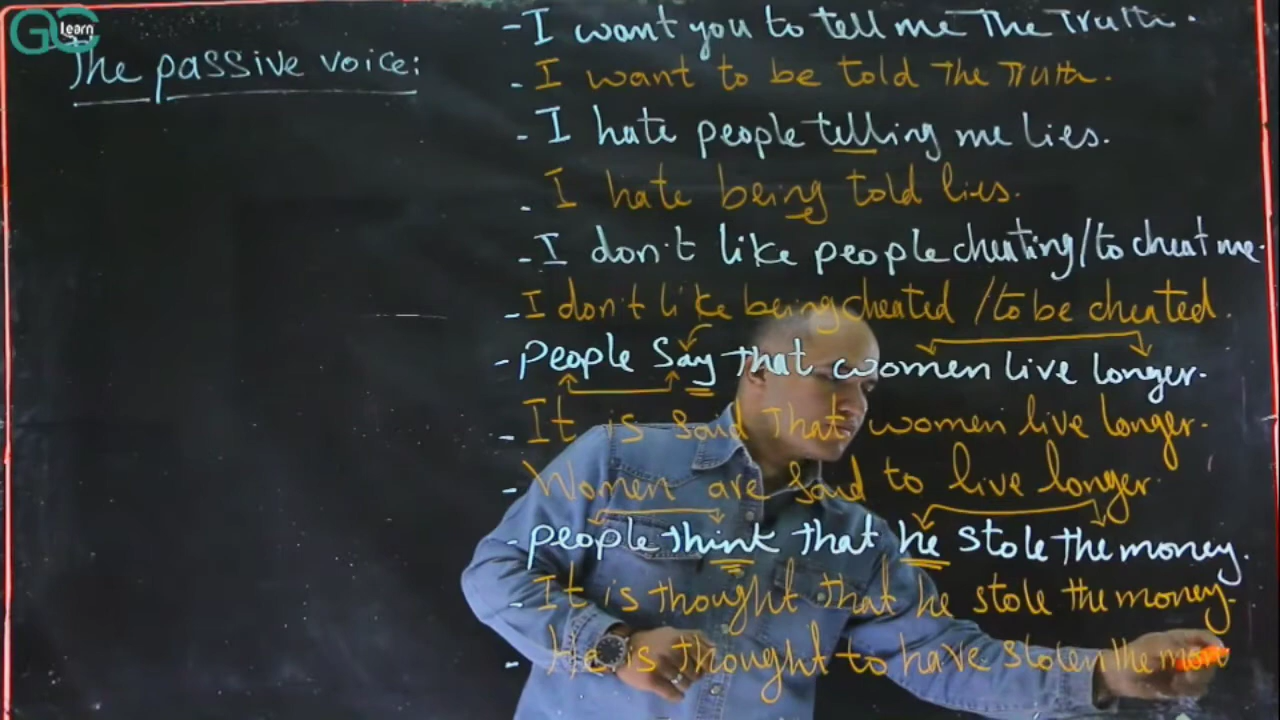 GC Learn
The passive voice:
- I want you to tell me The Truth.
- I want to be told The Truth.
- I hate people telling me lies.
- I hate being told lies.
- I don't like people cheating/to cheat me.
- I don't like being cheated /to be cheated.
- People say that women live longer.
- It is said that women live longer.
- Women are said to live longer.
- people think that he stole the money.
- It is thought that he stole the money.
- He is thought to have stolen the mon